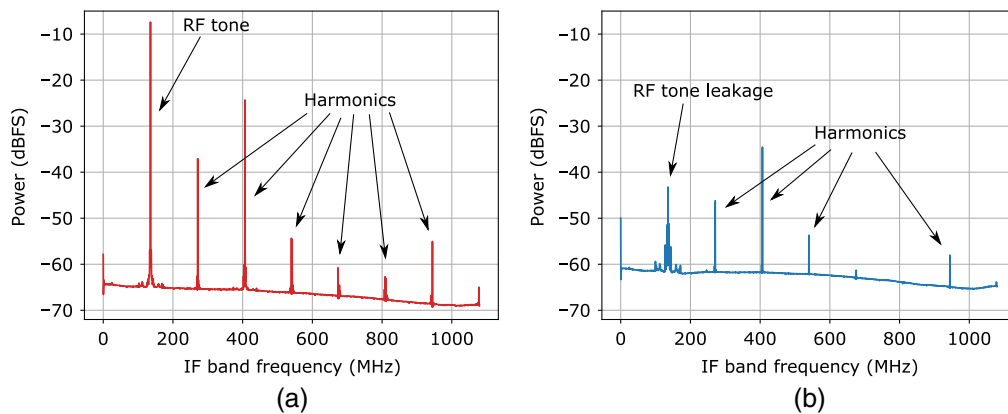 −10
−20
−30
−40
−50
−60
−70
Power (dBFS)
RF tone
Harmonics
0 200 400 600 800 1000
IF band frequency (MHz)
(a)
−10
−20
−30
−40
−50
−60
−70
Power (dBFS)
RF tone leakage
Harmonics
0 200 400 600 800 1000
IF band frequency (MHz)
(b)